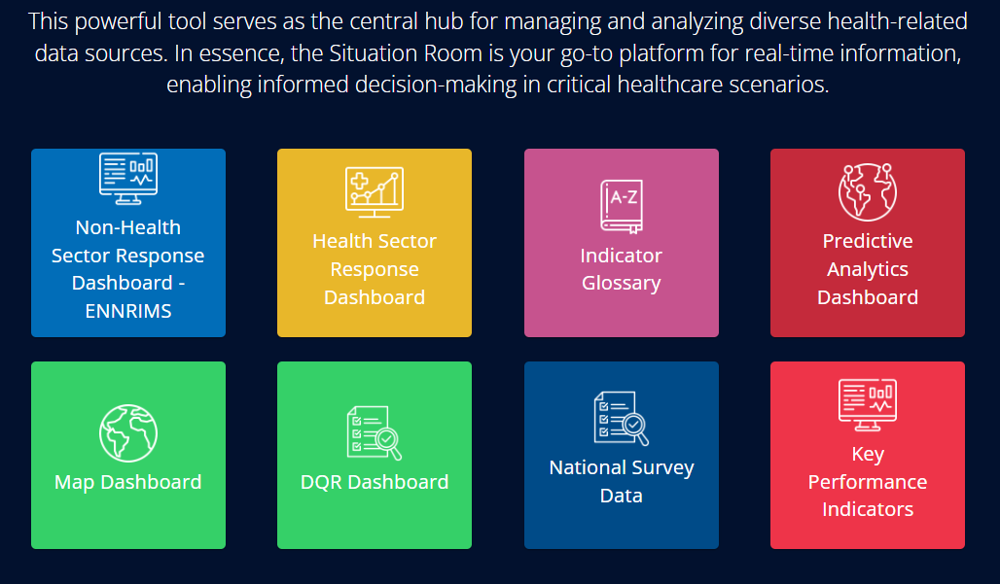 This powerful tool serves as the central hub for managing and analyzing diverse health-related
data sources. In essence, the Situation Room is your go-to platform for real-time information,
enabling informed decision-making in critical healthcare scenarios.
Non-Health
Sector Response
Dashboard -
ENNRIMS
Health Sector
Response
Dashboard
A-Z
Indicator
Glossary
Predictive
Analytics
Dashboard
Map Dashboard
DQR Dashboard
National Survey
Data
Key
Performance
Indicators